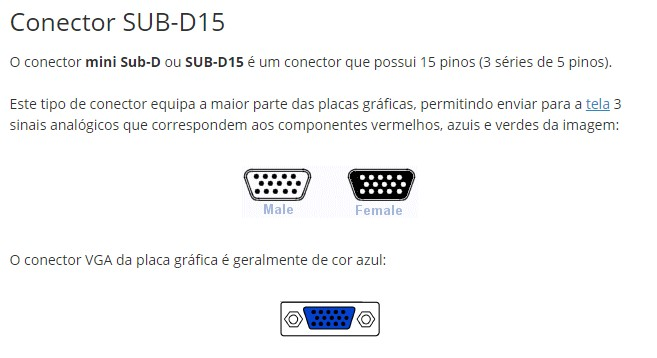 Conector SUB-D15
O conector mini Sub-D ou SUB-D15 é um conector que possui 15 pinos (3 séries de 5 pinos).
Este tipo de conector equipa a maior parte das placas gráficas, permitindo enviar para a tela 3
sinais analógicos que correspondem aos componentes vermelhos, azuis e verdes da imagem:
Male Female
O conector VGA da placa gráfica é geralmente de cor azul: